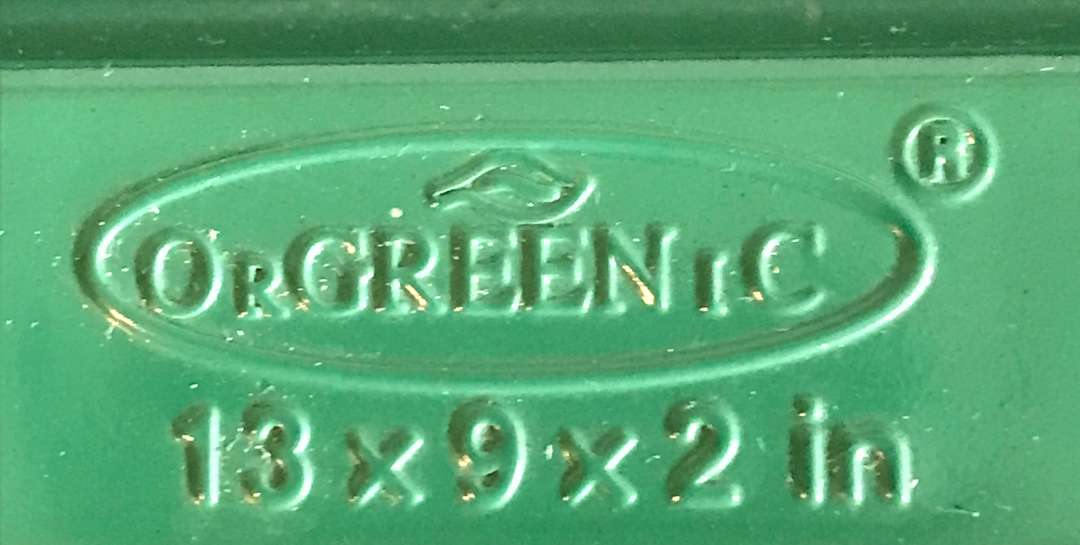 ®
OrGREENiC
13 x 9 x 2 in